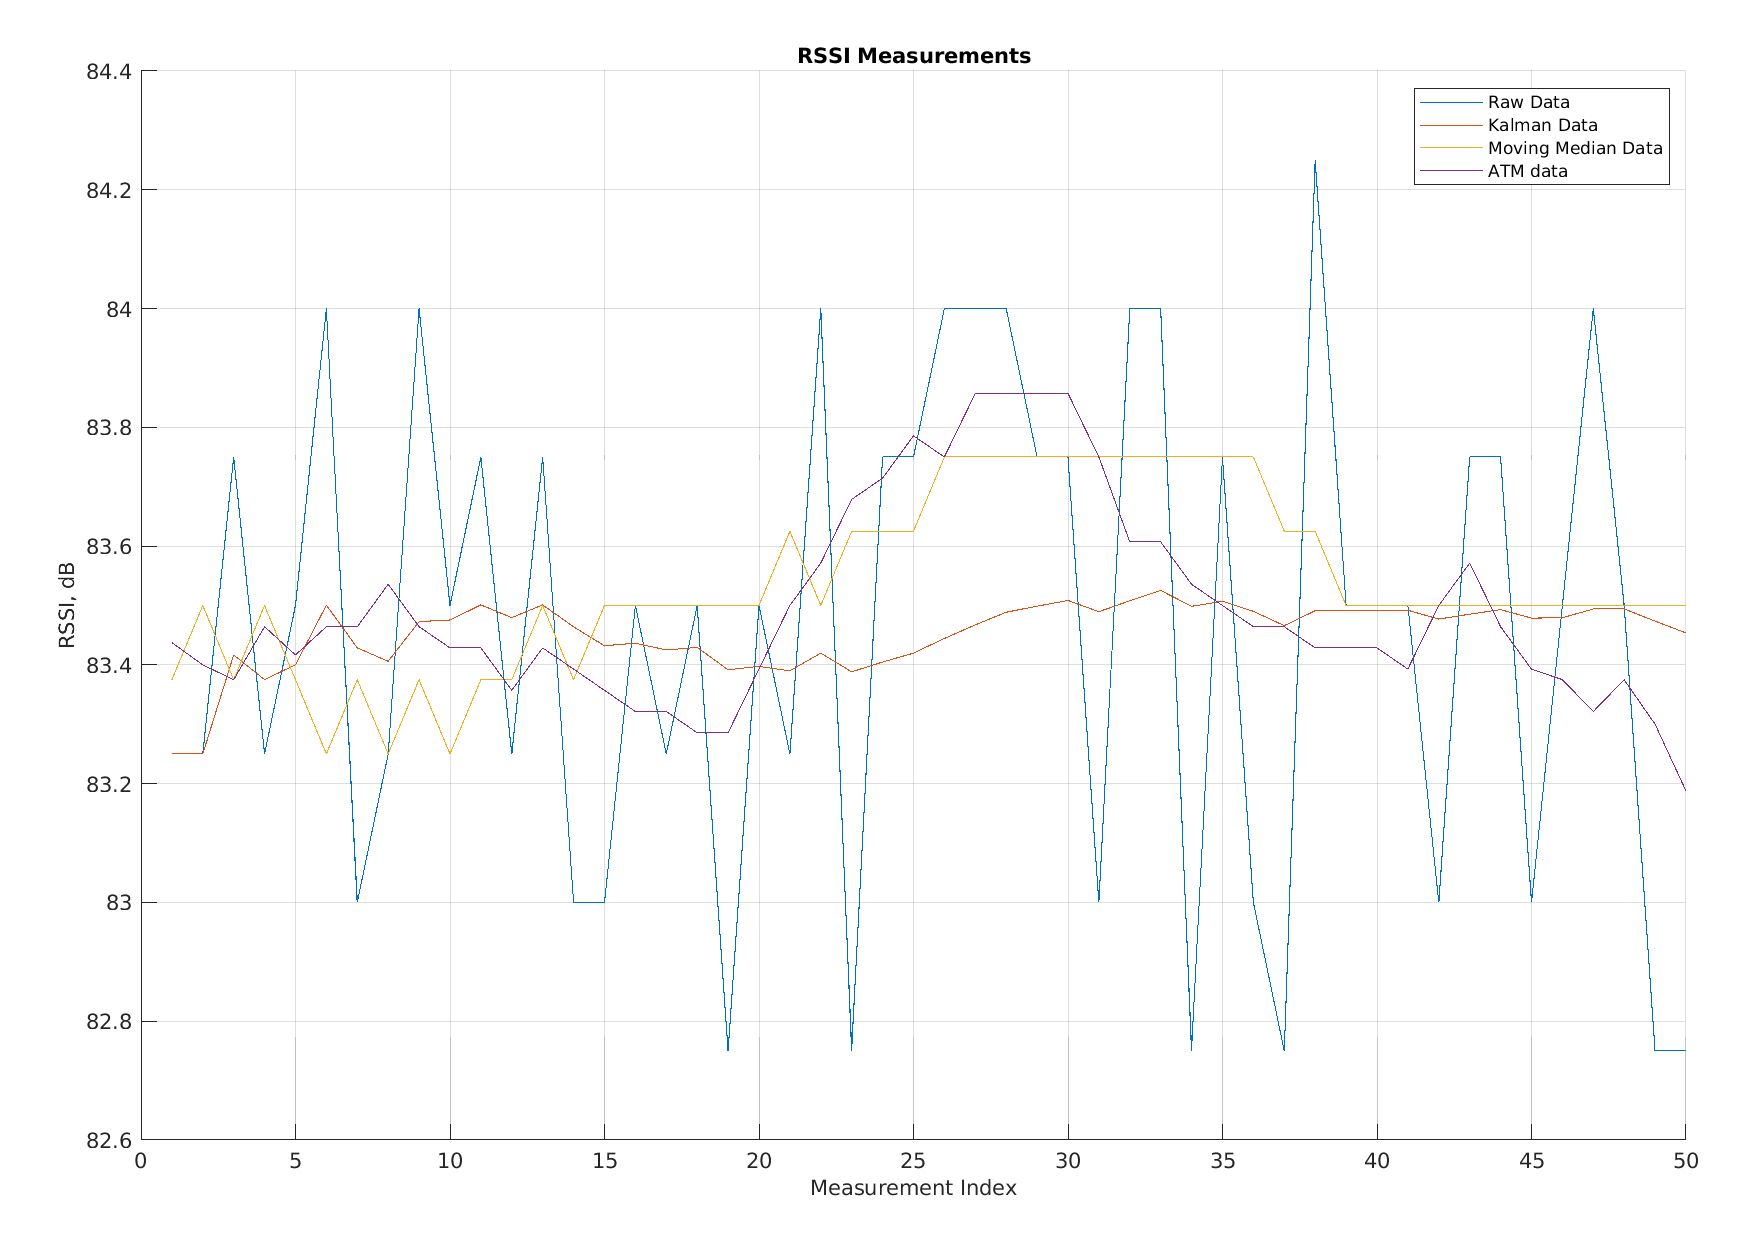 RSSI Measurements
84.4
84.2
84
83.8
83.6
83.4
83.2
83
82.8
82.6
RSSI, dB
Raw Data
Kalman Data
Moving Median Data
ATM data
0 5 10 15 20 25 30 35 40 45 50
Measurement Index